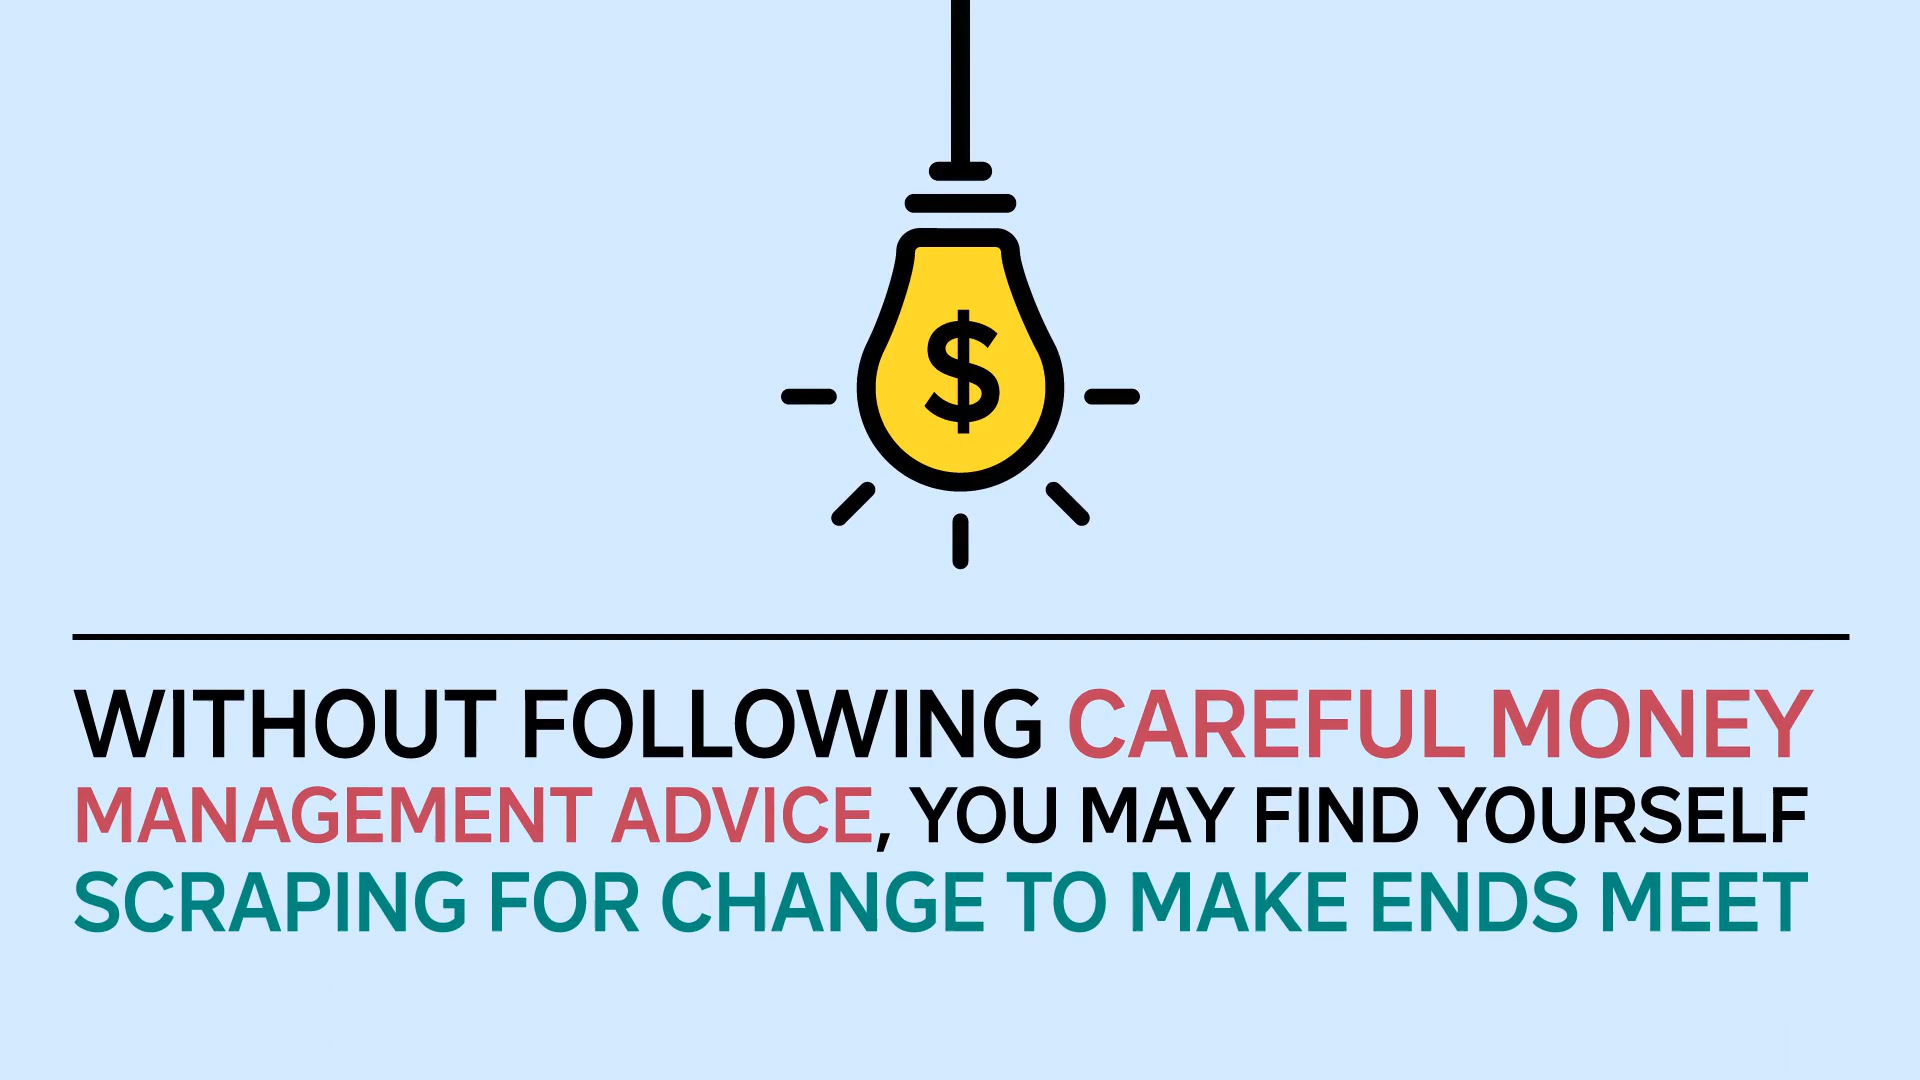 $
WITHOUT FOLLOWING CAREFUL MONEY
MANAGEMENT ADVICE, YOU MAY FIND YOURSELF
SCRAPING FOR CHANGE TO MAKE ENDS MEET